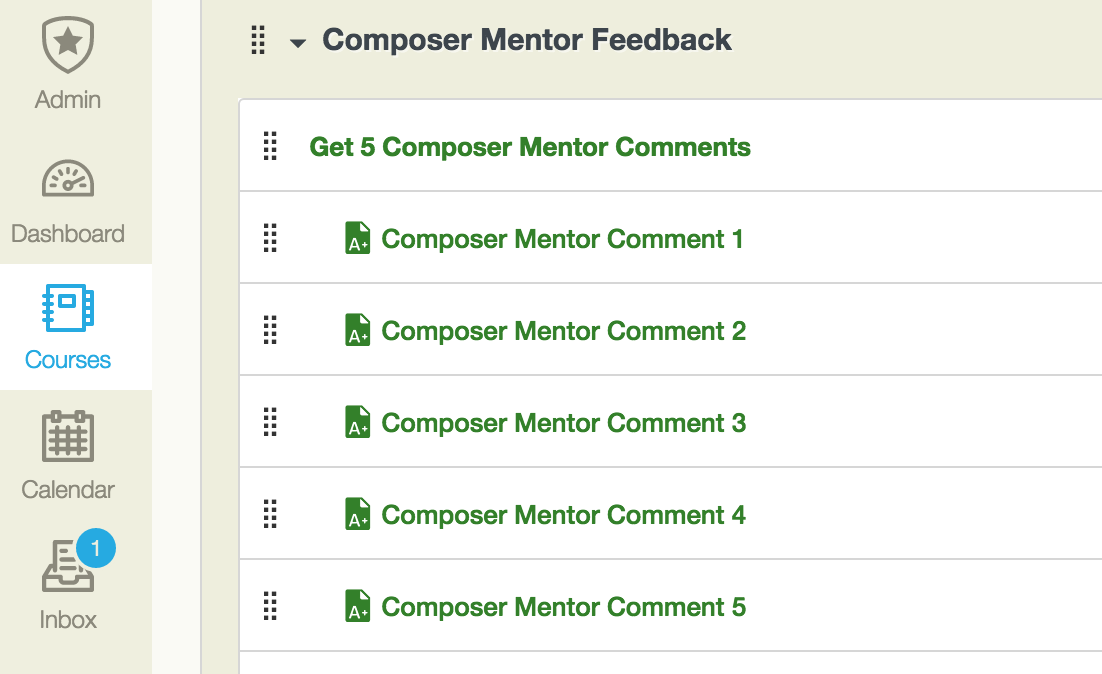 Admin
Dashboard
Courses
Calendar
1
Inbox
Composer Mentor Feedback
Get 5 Composer Mentor Comments
A+ Composer Mentor Comment 1
A+ Composer Mentor Comment 2
A+ Composer Mentor Comment 3
A+ Composer Mentor Comment 4
A+ Composer Mentor Comment 5